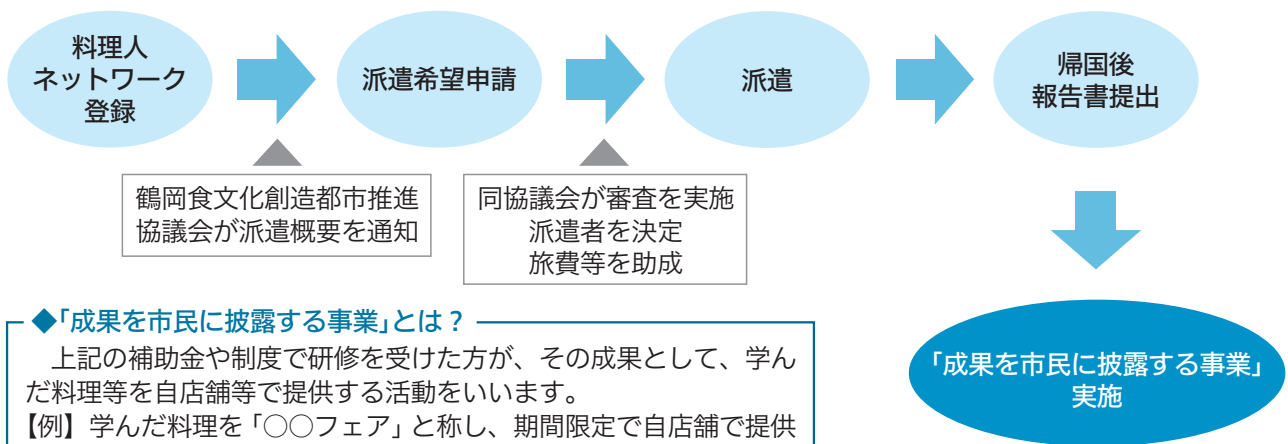 料理人
ネットワーク
登録
派遣希望申請
派遣
帰国後
報告書提出
鶴岡食文化創造都市推進
協議会が派遣概要を通知
同協議会が審査を実施
派遣者を決定
旅費等を助成
◆「成果を市民に披露する事業」とは？
上記の補助金や制度で研修を受けた方が、その成果として、学ん
だ料理等を自店舗等で提供する活動をいいます。
【例】学んだ料理を「○○フェア」と称し、期間限定で自店舗で提供
「成果を市民に披露する事業」
実施